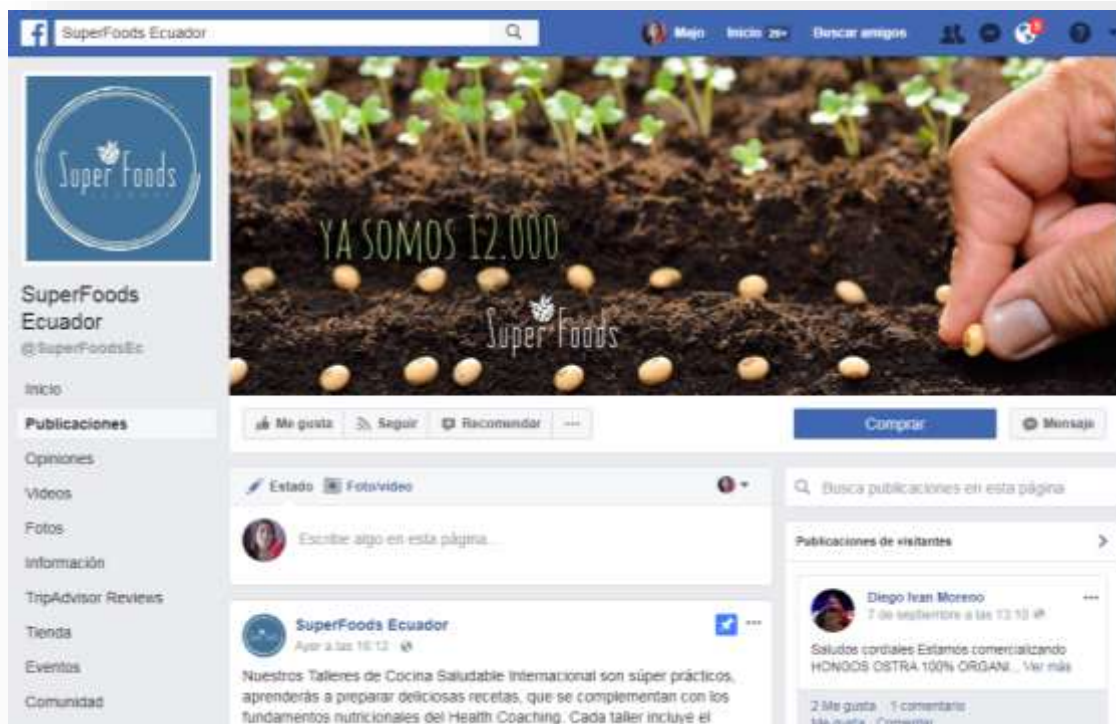 SuperFoods Ecuador
Majo Inicio 20+ Buscar amigos
Super Foods
YA SOMOS 12.000
Super Foods
SuperFoods
Ecuador
@SuperFoodsEc
Inicio
Publicaciones
Opiniones
Videos
Fotos
Información
TripAdvisor Reviews
Tienda
Eventos
Comunidad
Me gusta Seguir Recomendar ...
Comprar
Mensaje
Estado Foto/video
Escribe algo en esta página...
SuperFoods Ecuador
Ayer a las 16:12
Nuestros Talleres de Cocina Saludable Internacional son súper prácticos,
aprenderás a preparar deliciosas recetas, que se complementan con los
fundamentos nutricionales del Health Coaching. Cada taller incluye el
Busca publicaciones en esta página
Publicaciones de visitantes
Diego Ivan Moreno
7 de septiembre a las 13:10
Saludos cordiales Estamos comercializando
HONGOS OSTRA 100% ORGANI... Ver más
2 Me gusta 1 comentario
Me gusta Comentar